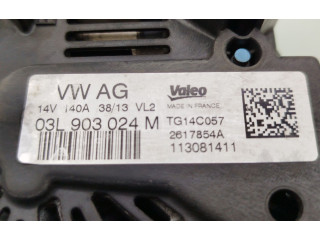 VW AG
Valeo
14V 140A 38/13 VL2
MADE IN FRANCE
03L 903 024 M
TG14C057
2617854A
113081411